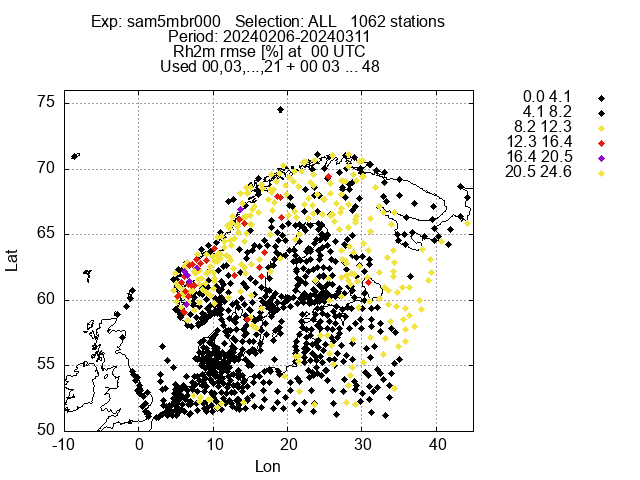 Exp: sam5mbr000   Selection: ALL   1062 stations
Period: 20240206-20240311
Rh2m rmse [%] at  00 UTC
Used 00,03,...,21 + 00 03 ... 48
0.0 4.1
4.1 8.2
8.2 12.3
12.3 16.4
16.4 20.5
20.5 24.6
75
70
65
60
55
50
Lat
-10 0 10 20 30 40
Lon